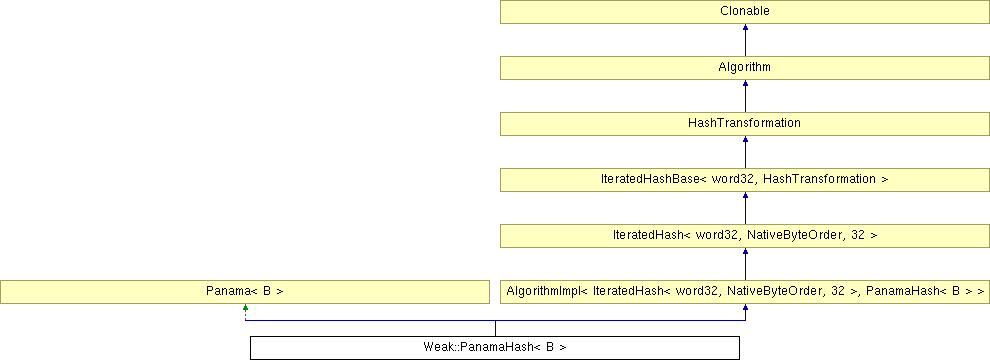 Clonable
Algorithm
HashTransformation
IteratedHashBase< word32, HashTransformation >
IteratedHash< word32, NativeByteOrder, 32 >
Panama< B >
AlgorithmImpl< IteratedHash< word32, NativeByteOrder, 32 >, PanamaHash< B > >
Weak::PanamaHash< B >